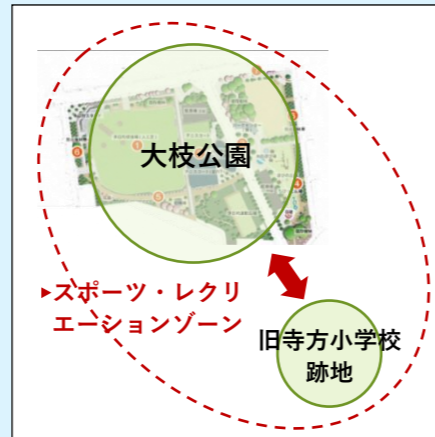 大枝公園
▸スポーツ・レクリ
エーションゾーン
旧寺方小学校
跡地